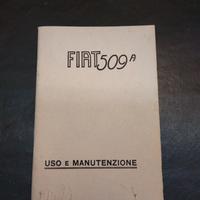 FIAT 509 A
USO E MANUTENZIONE